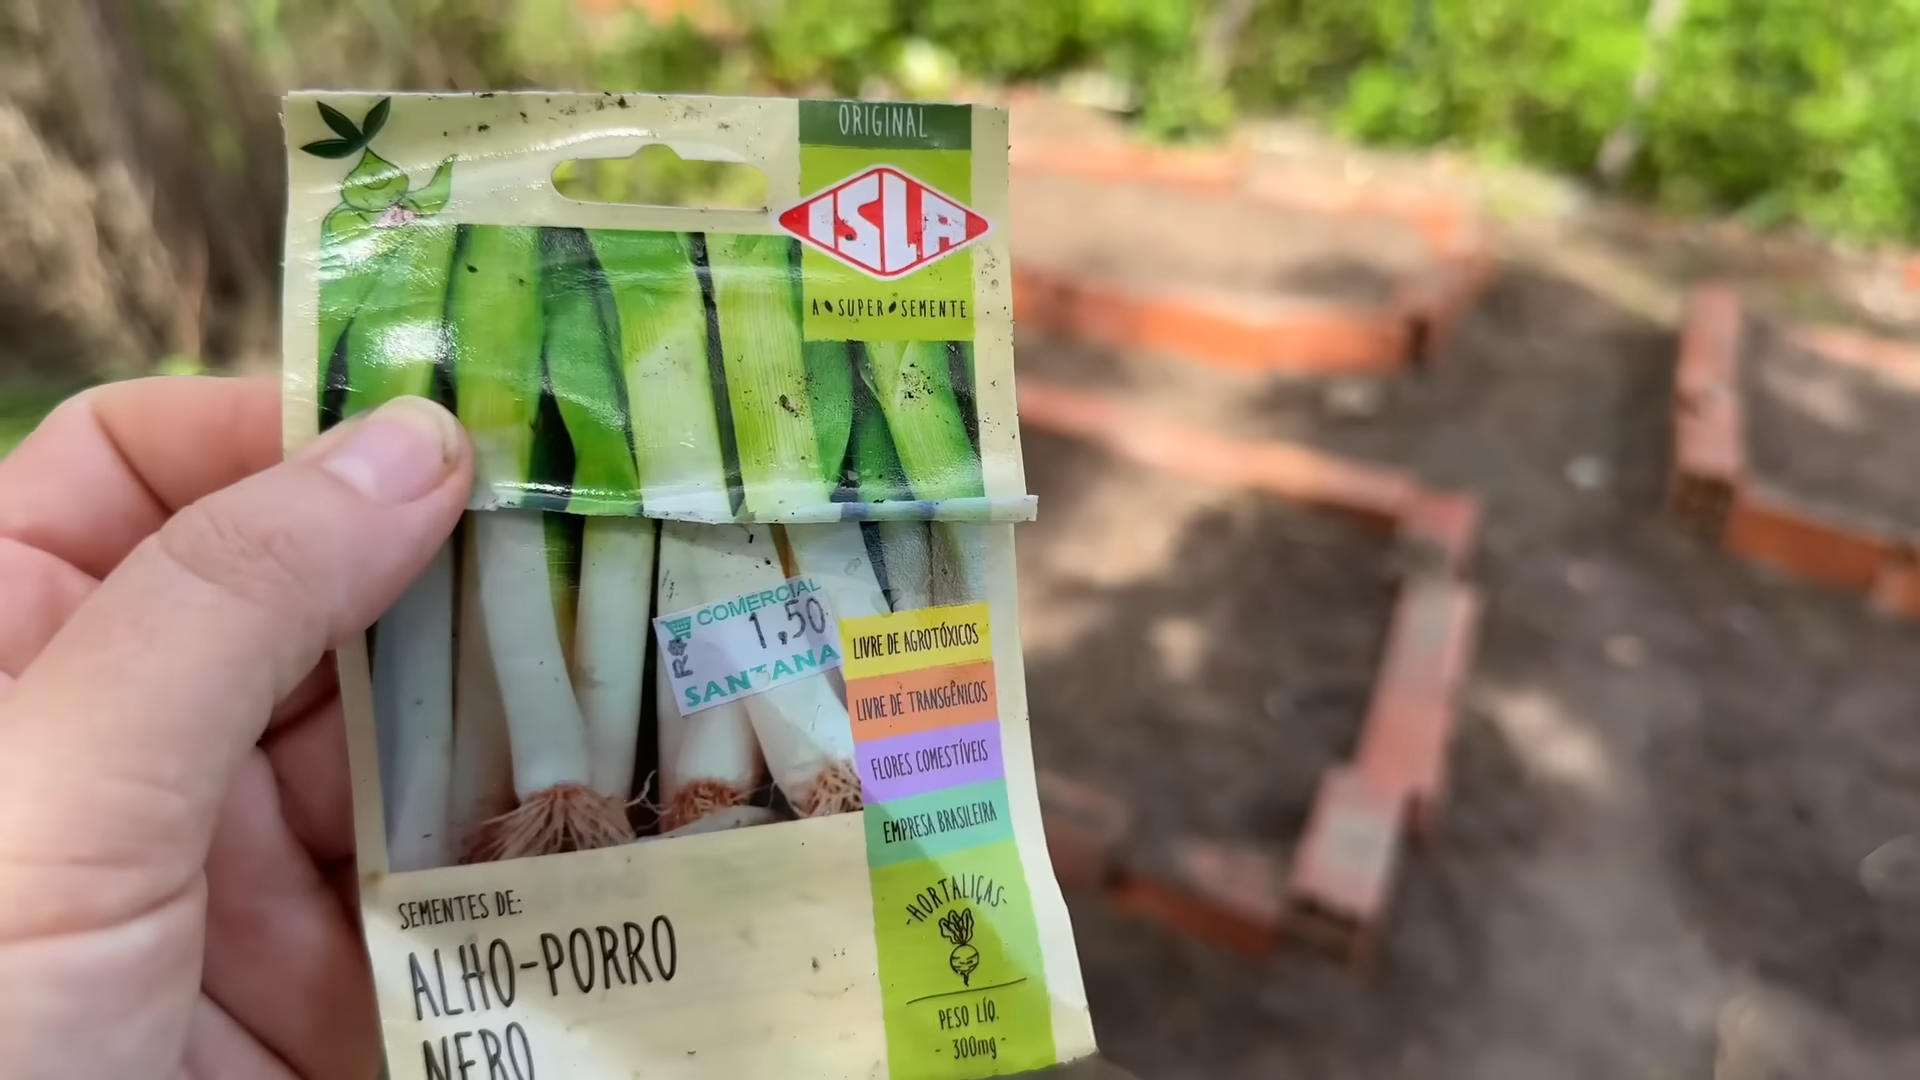 ORIGINAL
ISLA
A SUPER SEMENTE
COMERCIAL
R$ 1,50
SANTANA
LIVRE DE AGROTÓXICOS
LIVRE DE TRANSGÊNICOS
FLORES COMESTÍVEIS
EMPRESA BRASILEIRA
-HORTALIÇAS-
PESO LÍQ.
- 300mg -
SEMENTES DE:
ALHO-PORRO
NERO